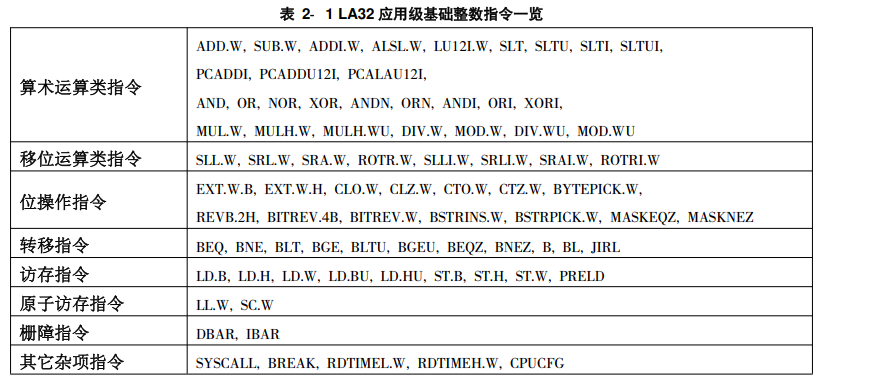 表 2- 1 LA32 应用级基础整数指令一览
算术运算类指令
ADD.W, SUB.W, ADDI.W, ALSL.W, LU12I.W, SLT, SLTU, SLTI, SLTUI,
PCADDI, PCADDU12I, PCALAU12I,
AND, OR, NOR, XOR, ANDN, ORN, ANDI, ORI, XORI,
MUL.W, MULH.W, MULH.WU, DIV.W, MOD.W, DIV.WU, MOD.WU
移位运算类指令
SLL.W, SRL.W, SRA.W, ROTR.W, SLLI.W, SRLI.W, SRAI.W, ROTRI.W
位操作指令
EXT.W.B, EXT.W.H, CLO.W, CLZ.W, CTO.W, CTZ.W, BYTEPICK.W,
REVB.2H, BITREV.4B, BITREV.W, BSTRINS.W, BSTRPICK.W, MASKEQZ, MASKNEZ
转移指令
BEQ, BNE, BLT, BGE, BLTU, BGEU, BEQZ, BNEZ, B, BL, JIRL
访存指令
LD.B, LD.H, LD.W, LD.BU, LD.HU, ST.B, ST.H, ST.W, PRELD
原子访存指令
LL.W, SC.W
栅障指令
DBAR, IBAR
其它杂项指令
SYSCALL, BREAK, RDTIMEL.W, RDTIMEH.W, CPUCFG